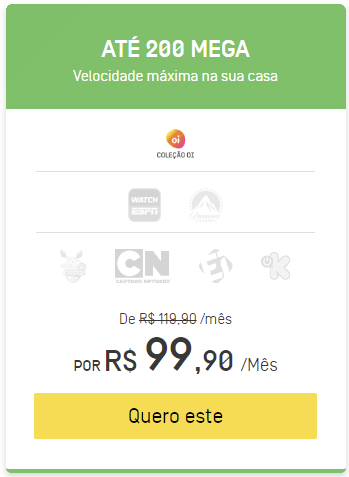 ATÉ 200 MEGA
Velocidade máxima na sua casa
oi
COLEÇÃO OI
WATCH
ESPN
Paramount
CN
CARTOON NETWORK
E!
K
De R$ 119,90 /mês
POR R$ 99,90 /Mês
Quero este